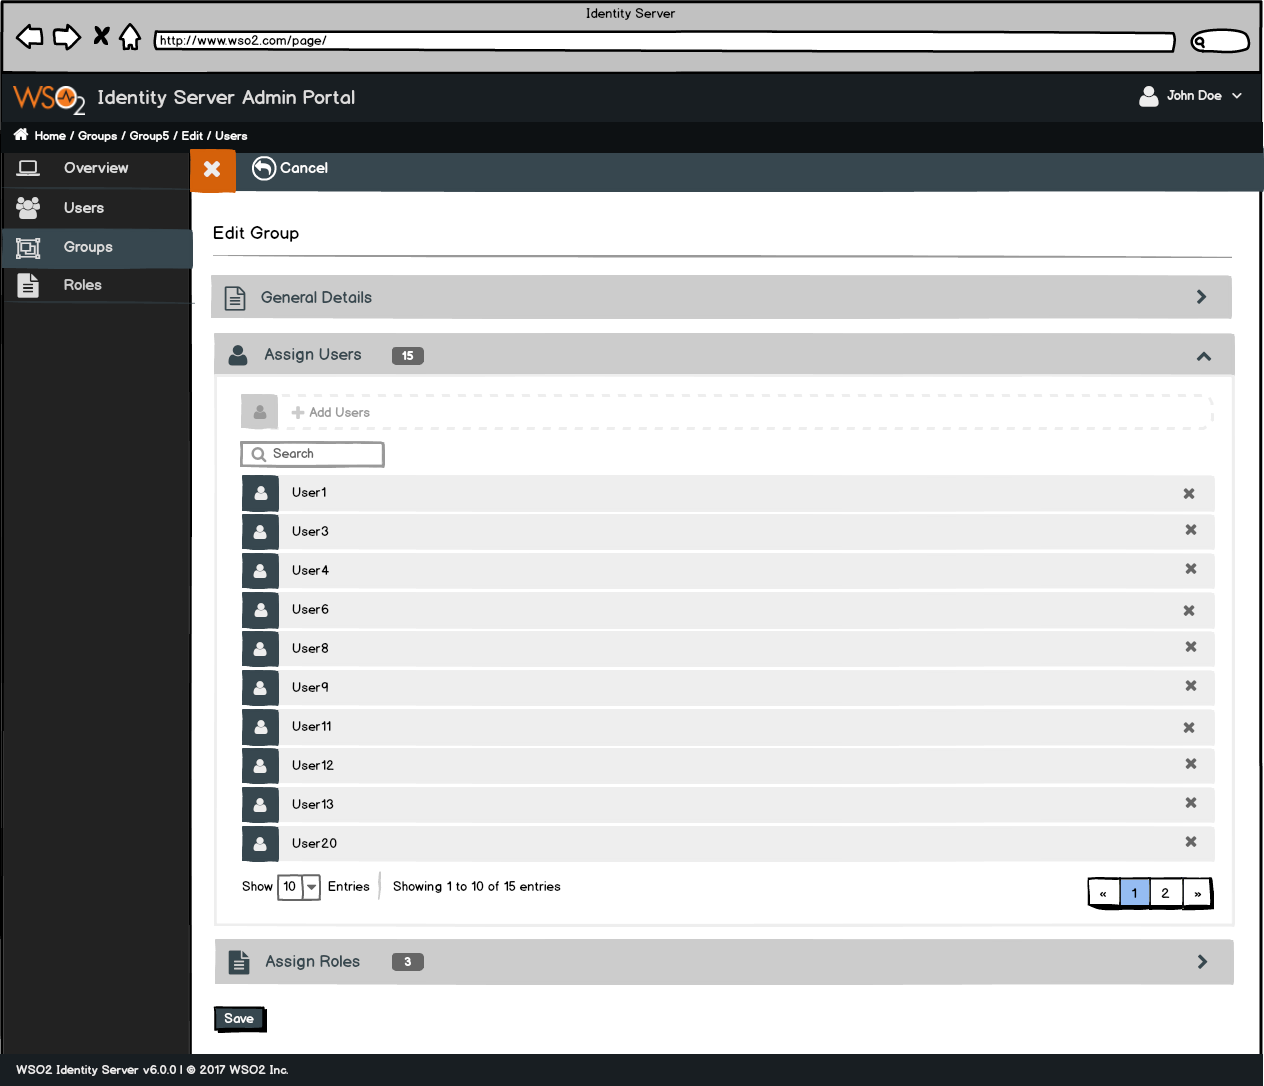 Identity Server
http://www.wso2.com/page/
WSO2 Identity Server Admin Portal
John Doe
Home / Groups / Group5 / Edit / Users
Overview
Cancel
Users
Groups
Roles
Edit Group
General Details
Assign Users 15
Add Users
Search
User1
User3
User4
User6
User8
User9
User11
User12
User13
User20
Show 10 Entries Showing 1 to 10 of 15 entries
« 1 2 »
Assign Roles 3
Save
WSO2 Identity Server v6.0.0 | © 2017 WSO2 Inc.